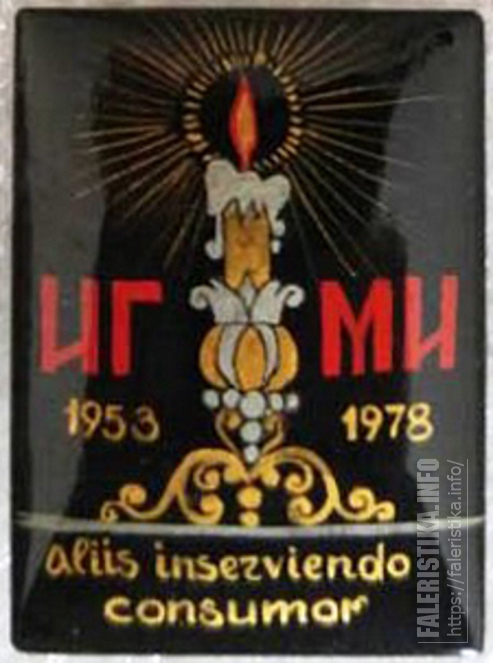 ИГ МИ
1953 1978
aliis inserviendo
consumor
FALERISTIKA.INFO
https://faleristika.info/